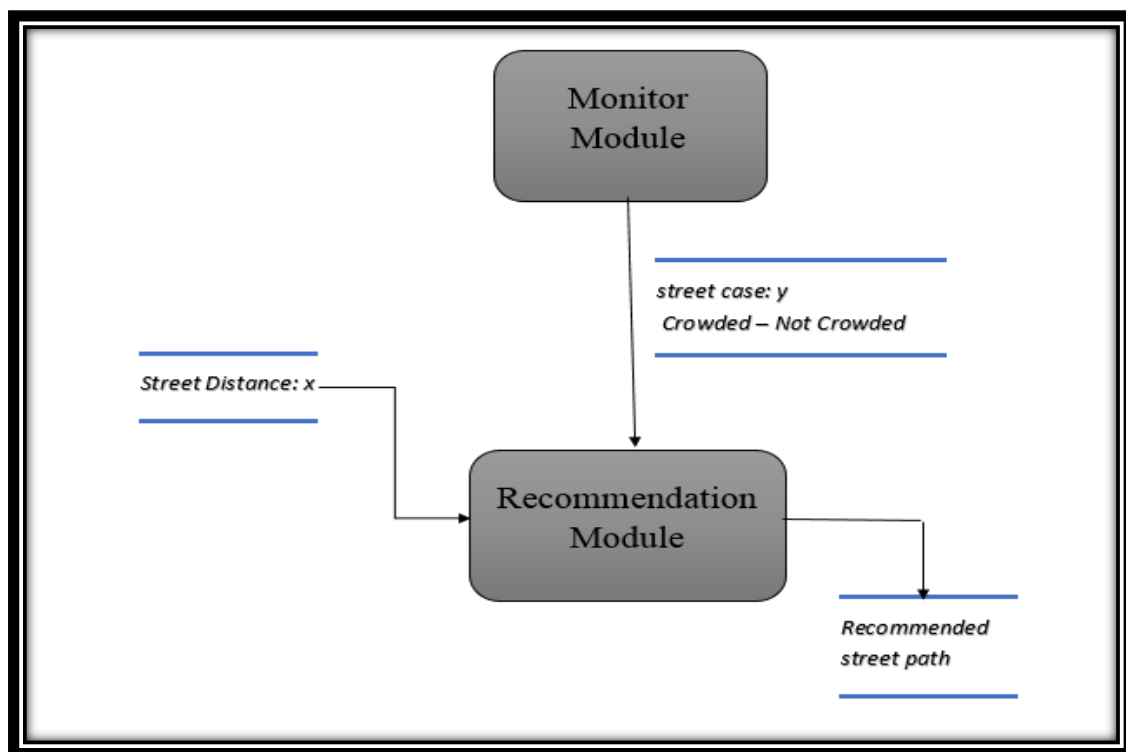 Monitor
Module
street case: y
Crowded – Not Crowded
Street Distance: x
Recommendation
Module
Recommended
street path